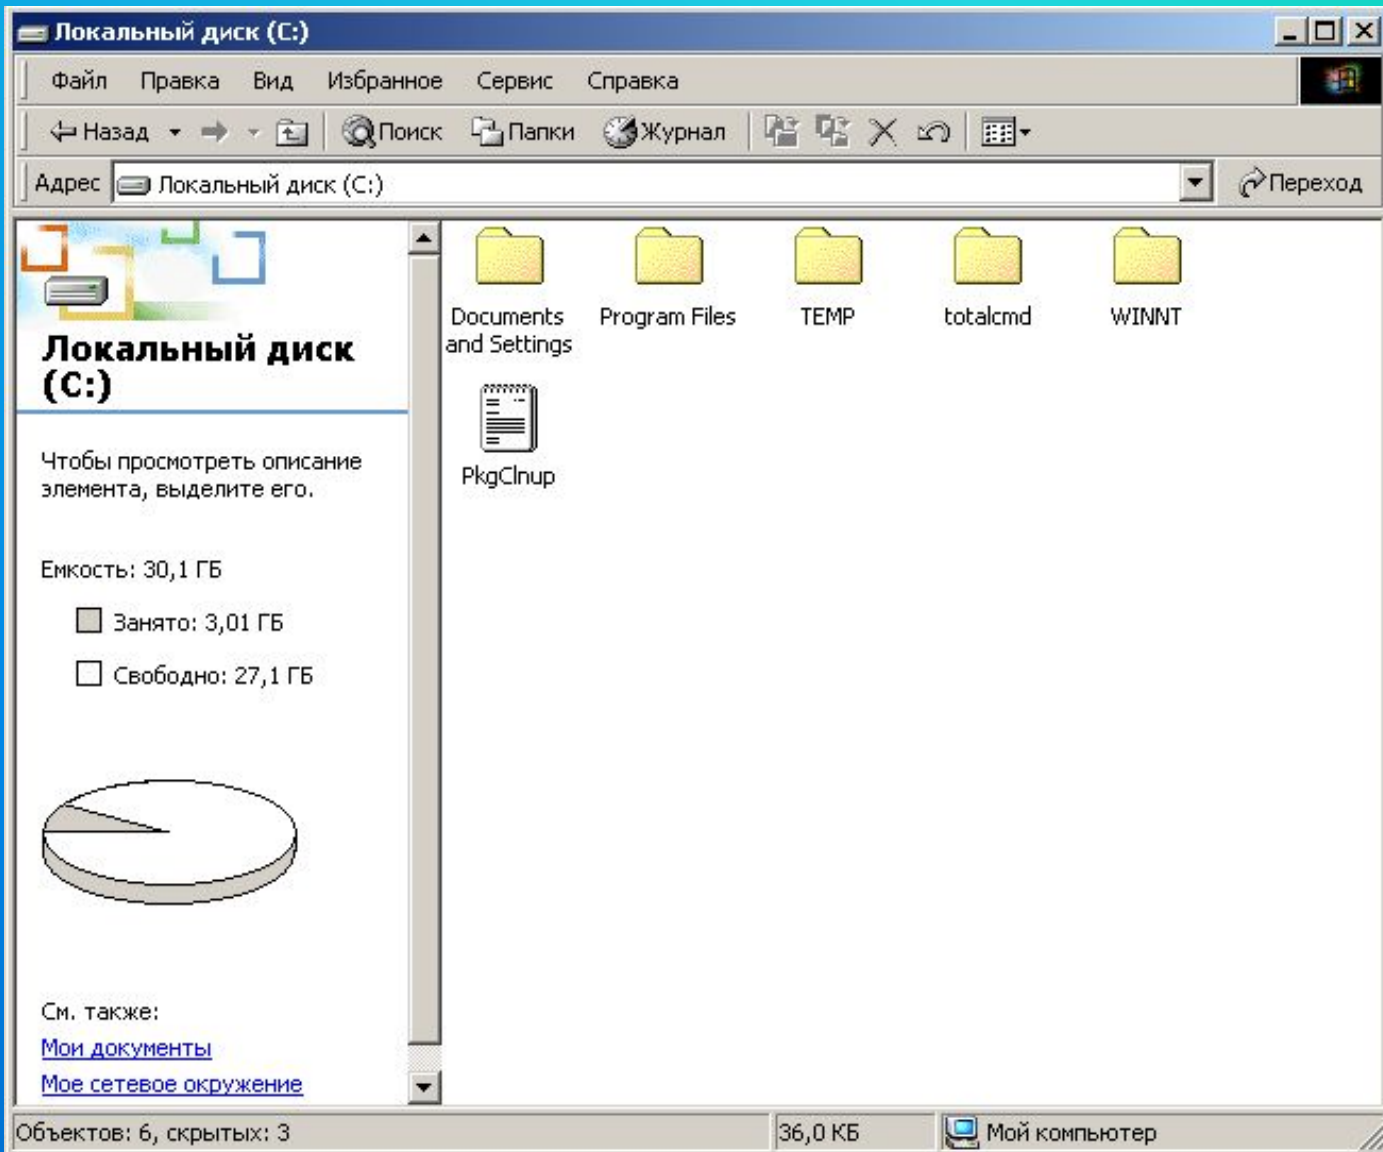 Локальный диск (C:)
Файл Правка Вид Избранное Сервис Справка
Назад Поиск Папки Журнал
Адрес Локальный диск (C:) Переход
Локальный диск
(C:)
Чтобы просмотреть описание
элемента, выделите его.
Емкость: 30,1 ГБ
Занято: 3,01 ГБ
Свободно: 27,1 ГБ
См. также:
Мои документы
Мое сетевое окружение
Documents
and Settings
Program Files
TEMP
totalcmd
WINNT
PkgClnup
Объектов: 6, скрытых: 3 36,0 КБ Мой компьютер